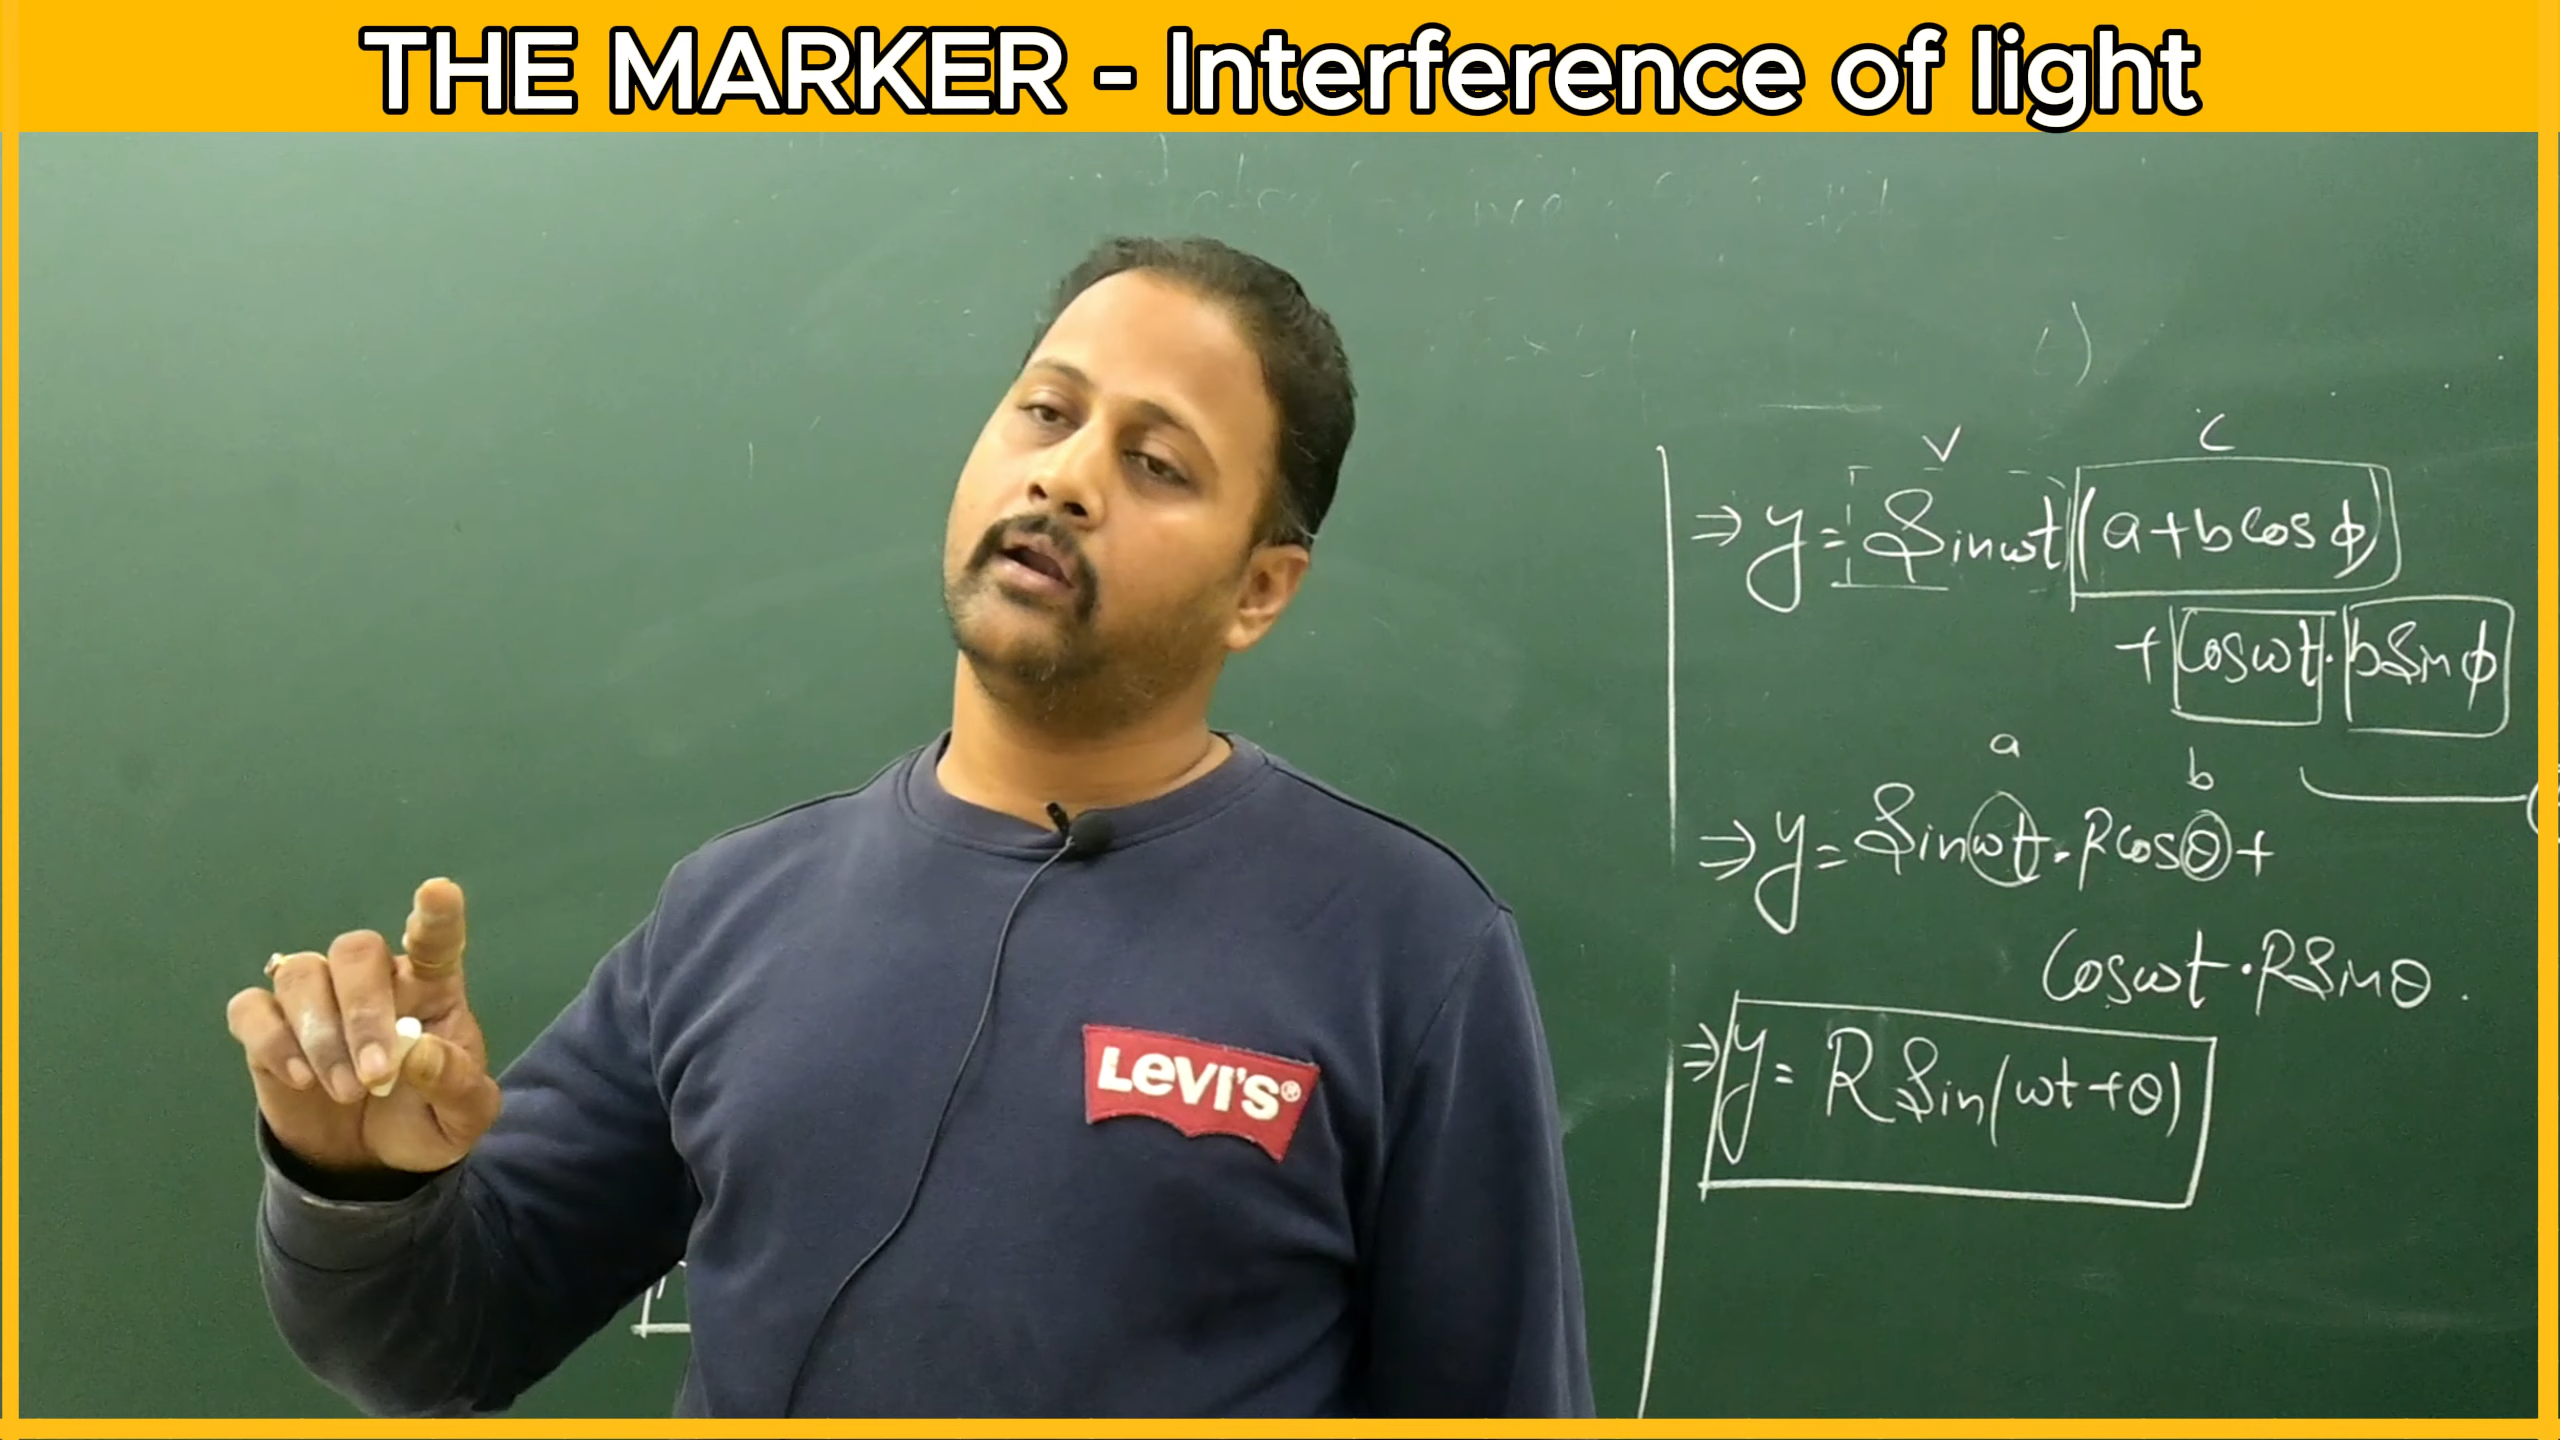 THE MARKER - Interference of light
V C
⇒ y = Sinωt (a+bcosϕ)
+ Cosωt . bSinϕ
a b
⇒ y = Sinωt . Rcosθ +
Cosωt . RSinθ .
⇒ y = R Sin(ωt+θ)
LEVI'S®